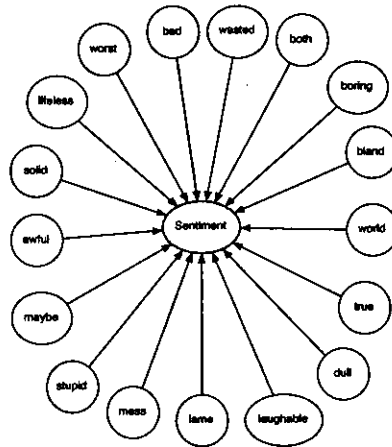 bad
wasted
worst
both
lifeless
boring
solid
bland
Sentiment
awful
world
maybe
true
stupid
dull
mess
lame
laughable